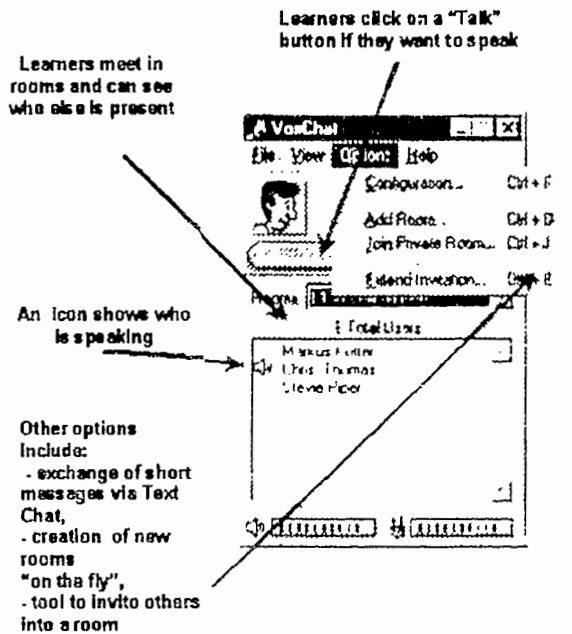 Learners click on a "Talk"
button if they want to speak
Learners meet in
rooms and can see
who else is present
VoxChat
File View Options Help
Configuration...
Add Room... Ctrl +
Join Private Room... Ctrl + J
Extend Invitation...
Rooms
Total Users
An icon shows who
is speaking
Markus
Chris Thomas
Stevie Piper
Other options
include:
- exchange of short
messages via Text
Chat,
- creation of new
rooms
"on the fly",
- tool to invito others
into a room